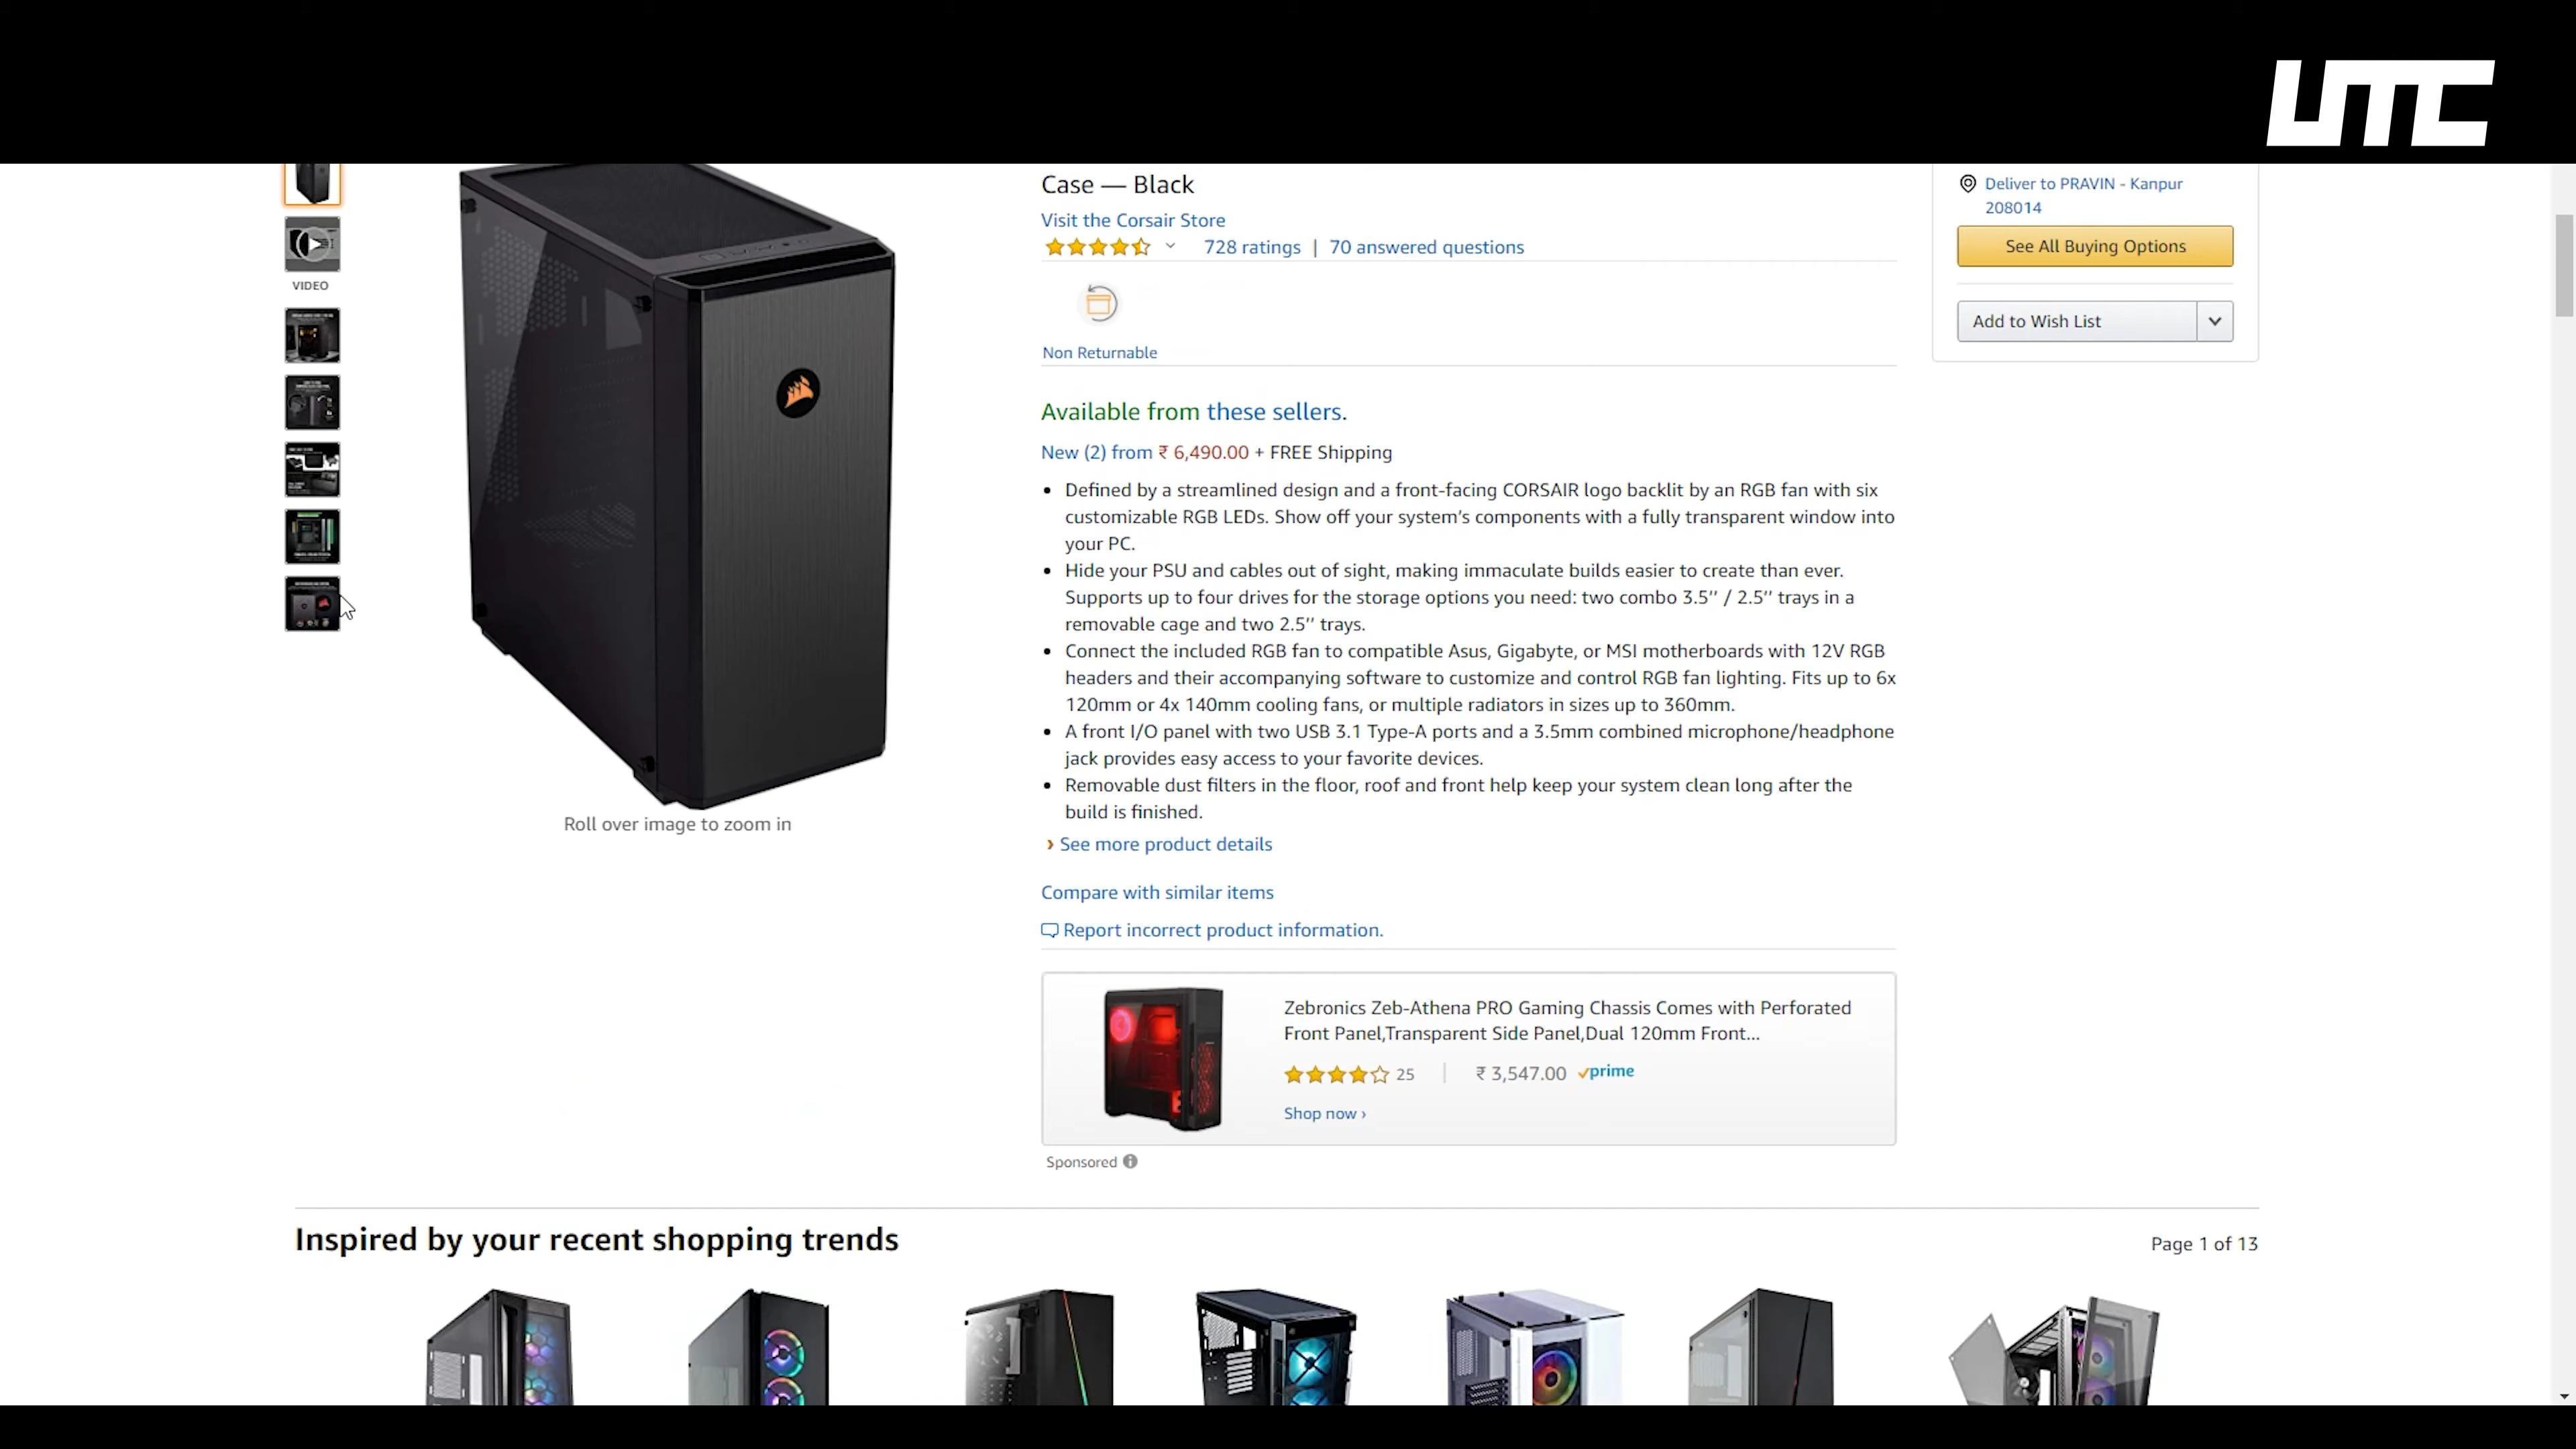 UTC
Case — Black
Visit the Corsair Store
728 ratings | 70 answered questions
Non Returnable
Available from these sellers.
New (2) from ₹ 6,490.00 + FREE Shipping
• Defined by a streamlined design and a front-facing CORSAIR logo backlit by an RGB fan with six
customizable RGB LEDs. Show off your system's components with a fully transparent window into
your PC.
• Hide your PSU and cables out of sight, making immaculate builds easier to create than ever.
Supports up to four drives for the storage options you need: two combo 3.5'' / 2.5'' trays in a
removable cage and two 2.5'' trays.
• Connect the included RGB fan to compatible Asus, Gigabyte, or MSI motherboards with 12V RGB
headers and their accompanying software to customize and control RGB fan lighting. Fits up to 6x
120mm or 4x 140mm cooling fans, or multiple radiators in sizes up to 360mm.
• A front I/O panel with two USB 3.1 Type-A ports and a 3.5mm combined microphone/headphone
jack provides easy access to your favorite devices.
• Removable dust filters in the floor, roof and front help keep your system clean long after the
build is finished.
› See more product details
Compare with similar items
Report incorrect product information.
Zebronics Zeb-Athena PRO Gaming Chassis Comes with Perforated
Front Panel,Transparent Side Panel,Dual 120mm Front...
25 | ₹ 3,547.00 prime
Shop now ›
Sponsored
Deliver to PRAVIN - Kanpur
208014
See All Buying Options
Add to Wish List
VIDEO
Roll over image to zoom in
Inspired by your recent shopping trends
Page 1 of 13